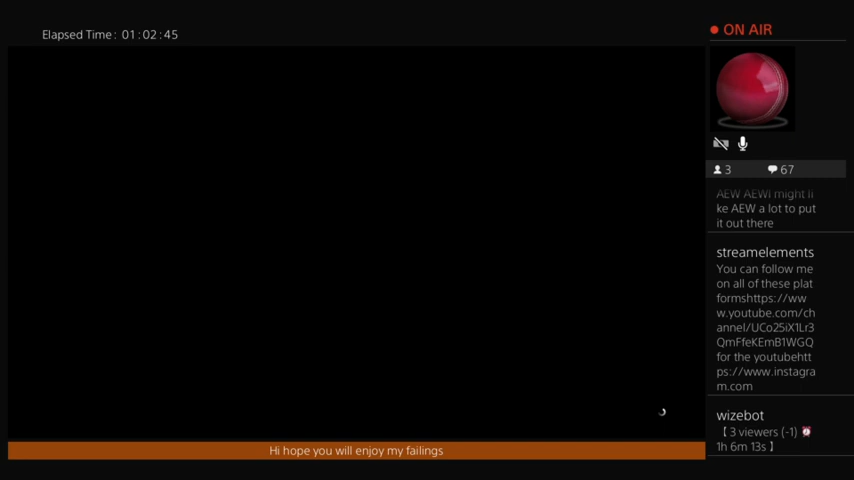 Elapsed Time: 01:02:45
ON AIR
3 67
AEW AEWI might li
ke AEW a lot to put
it out there
streamelements
You can follow me
on all of these plat
formshttps://ww
w.youtube.com/ch
annel/UCo25iX1Lr3
QmFfeKEmB1WGQ
for the youtubehtt
ps://www.instagra
m.com
wizebot
【 3 viewers (-1) ⏰
1h 6m 13s 】
Hi hope you will enjoy my failings